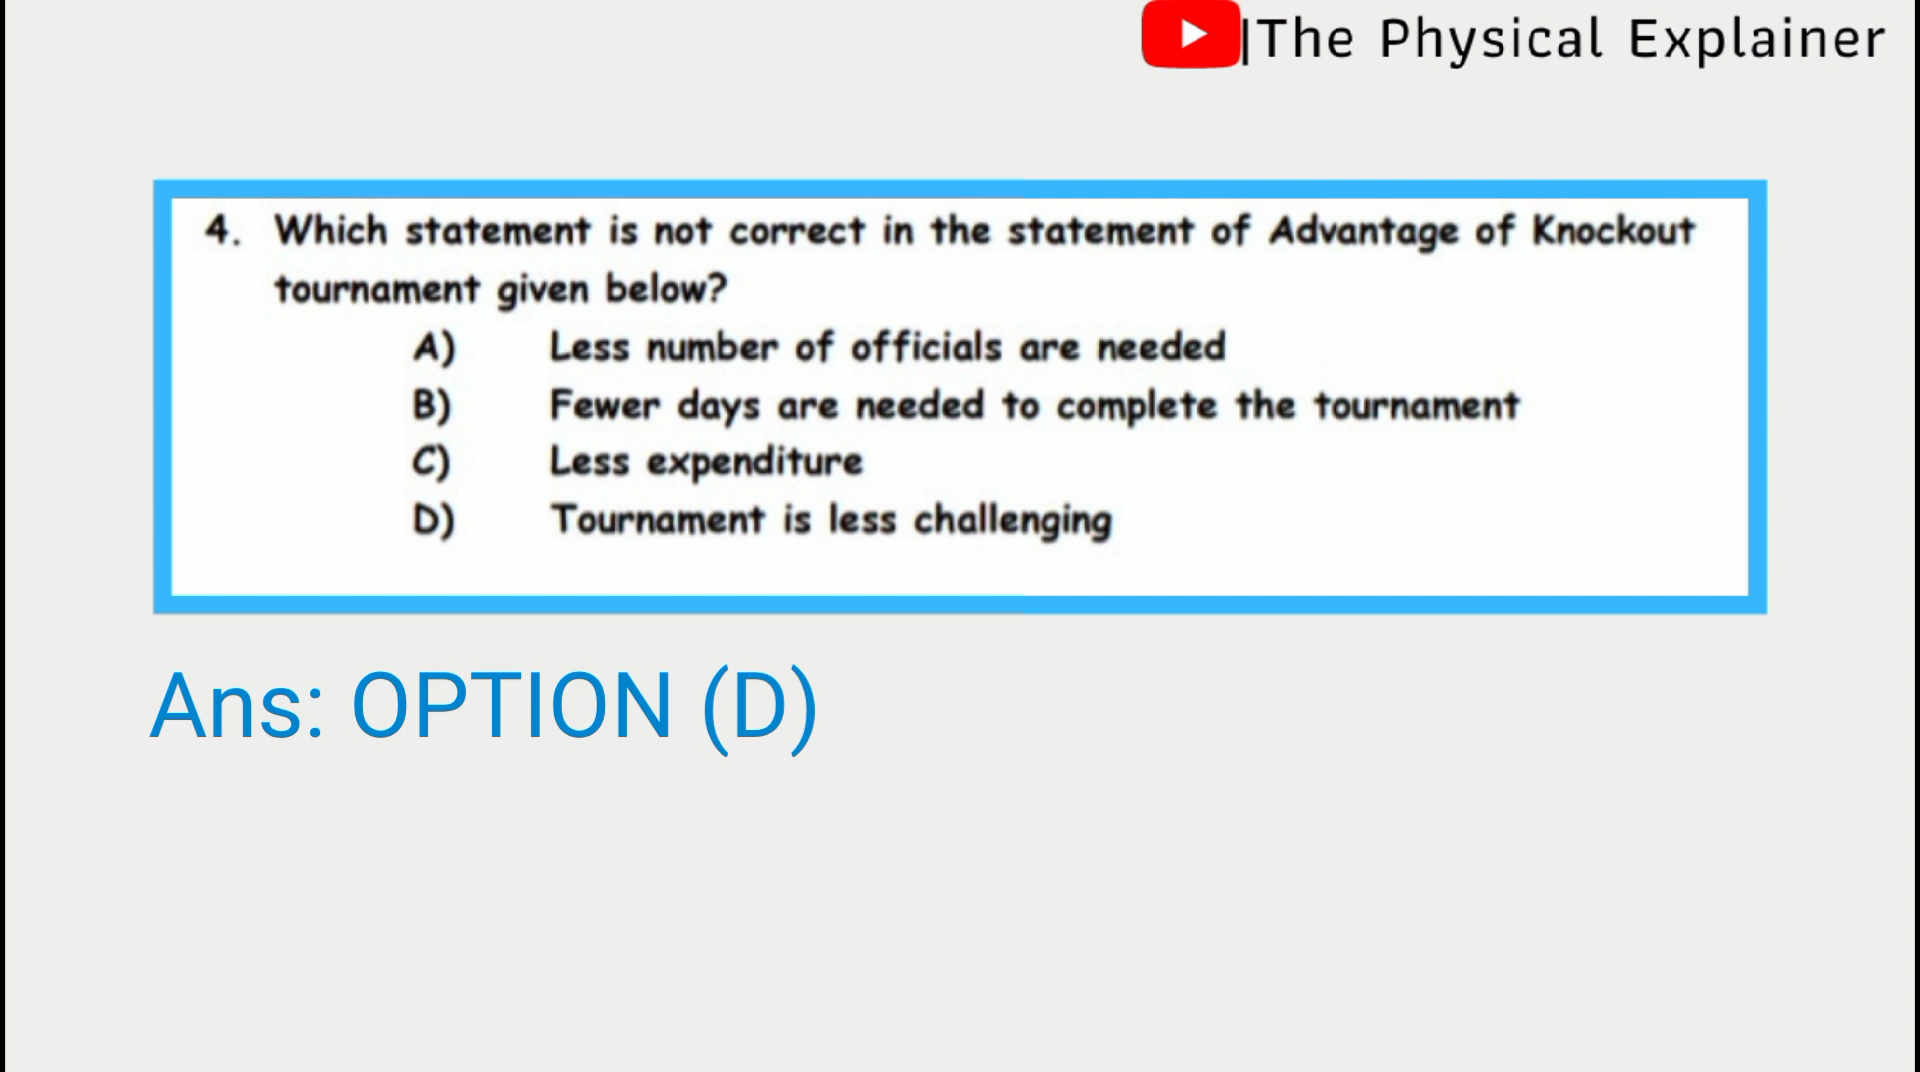 |The Physical Explainer
4. Which statement is not correct in the statement of Advantage of Knockout
tournament given below?
A) Less number of officials are needed
B) Fewer days are needed to complete the tournament
C) Less expenditure
D) Tournament is less challenging
Ans: OPTION (D)